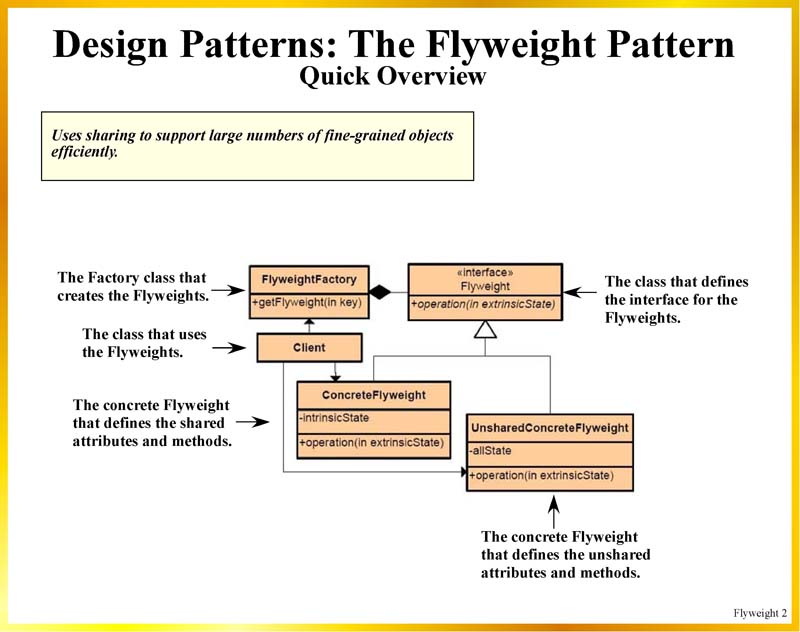 Design Patterns: The Flyweight Pattern
Quick Overview
Uses sharing to support large numbers of fine-grained objects
efficiently.
The Factory class that
creates the Flyweights.
FlyweightFactory
+getFlyweight(in key)
«interface»
Flyweight
+operation(in extrinsicState)
The class that defines
the interface for the
Flyweights.
The class that uses
the Flyweights.
Client
The concrete Flyweight
that defines the shared
attributes and methods.
ConcreteFlyweight
-intrinsicState
+operation(in extrinsicState)
UnsharedConcreteFlyweight
-allState
+operation(in extrinsicState)
The concrete Flyweight
that defines the unshared
attributes and methods.
Flyweight 2